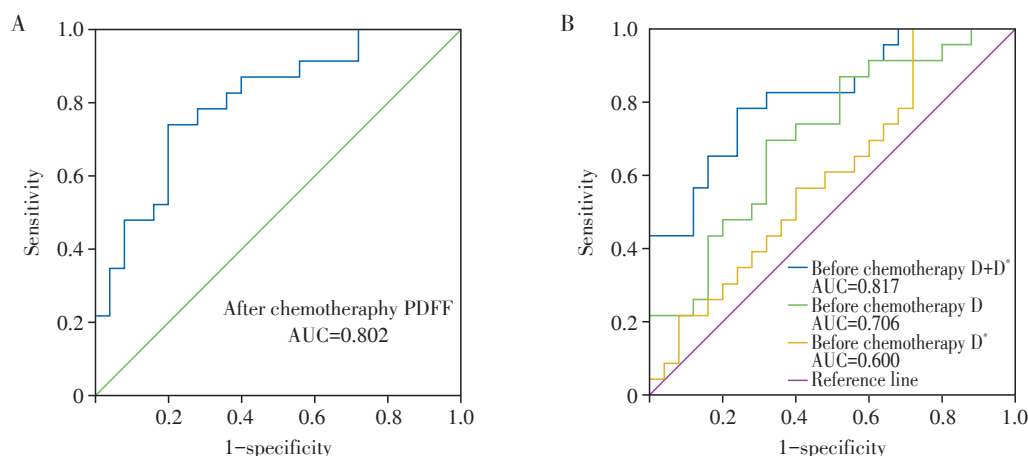 A
1.0
0.8
0.6
0.4
0.2
0
Sensitivity
After chemotheraphy PDFF
AUC=0.802
0.2
0.4
0.6
0.8
1.0
1-specificity
B
1.0
0.8
0.6
0.4
0.2
0
Sensitivity
Before chemotherapy D+D*
AUC=0.817
Before chemotherapy D
AUC=0.706
Before chemotherapy D*
AUC=0.600
Reference line
0.2
0.4
0.6
0.8
1.0
1-specificity